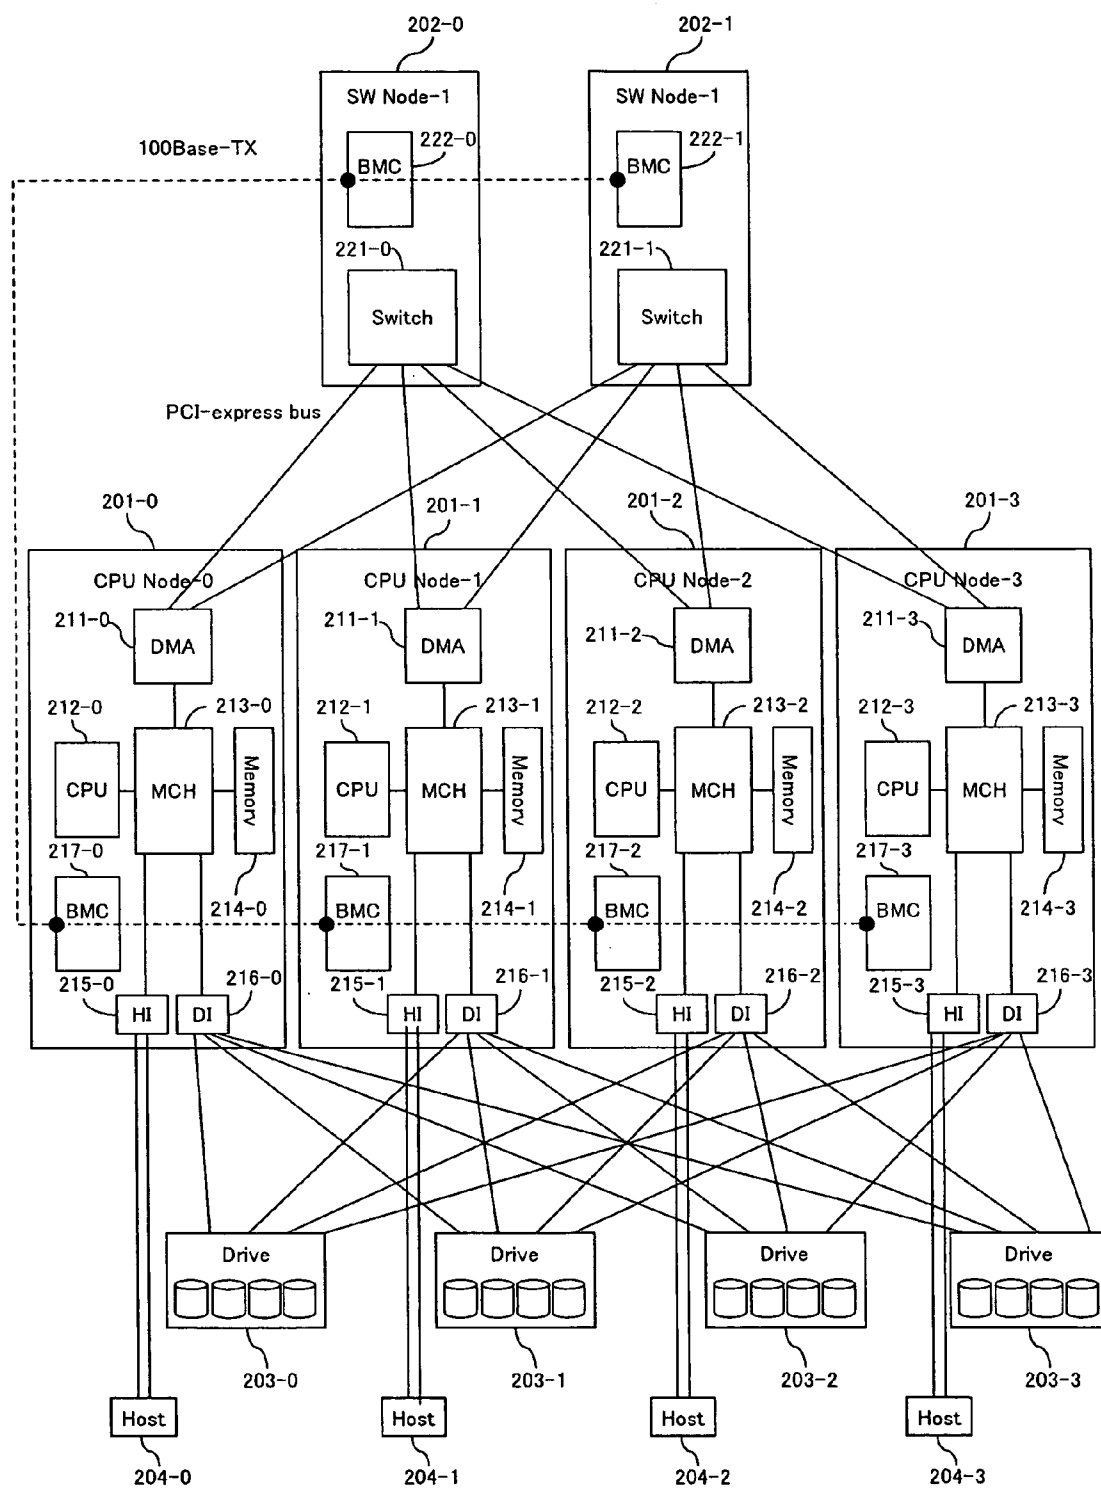 202-0 202-1
SW Node-1 SW Node-1
100Base-TX
222-0 222-1
BMC BMC
221-0 221-1
Switch Switch
PCI-express bus
201-0 201-1 201-2 201-3
CPU Node-0 CPU Node-1 CPU Node-2 CPU Node-3
211-0 211-1 211-2 211-3
DMA DMA DMA DMA
212-0 213-0 212-1 213-1 212-2 213-2 212-3 213-3
CPU MCH Memory CPU MCH Memory CPU MCH Memory CPU MCH Memory
217-0 217-1 217-2 217-3
BMC 214-0 BMC 214-1 BMC 214-2 BMC 214-3
215-0 216-0 215-1 216-1 215-2 216-2 215-3 216-3
HI DI HI DI HI DI HI DI
Drive Drive Drive Drive
203-0 203-1 203-2 203-3
Host Host Host Host
204-0 204-1 204-2 204-3